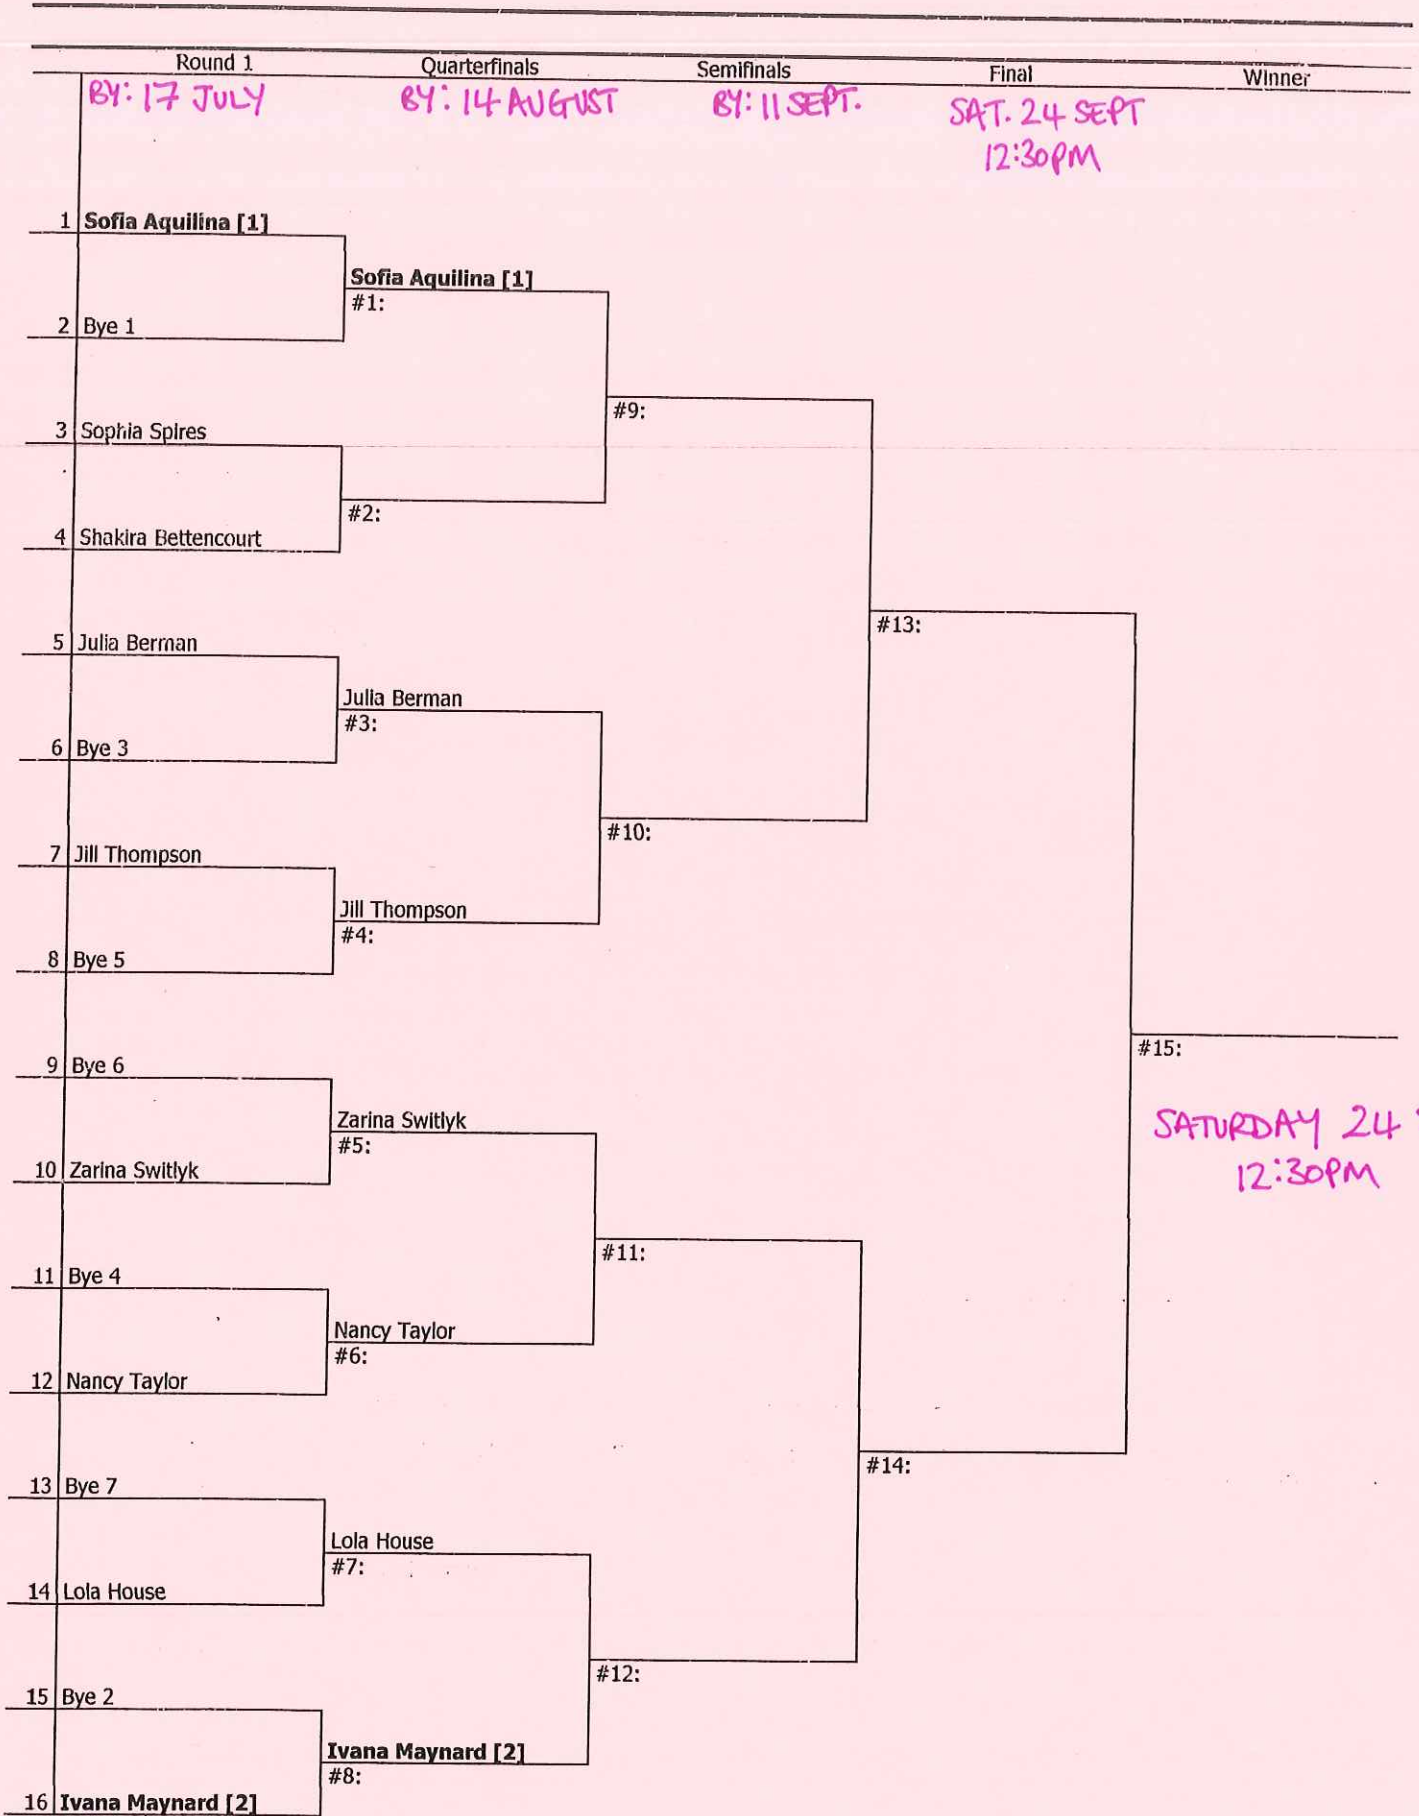 Round 1 Quarterfinals Semifinals Final Winner
BY: 17 JULY BY: 14 AUGUST BY: 11 SEPT. SAT. 24 SEPT
12:30PM
1 Sofia Aquilina [1]
Sofia Aquilina [1]
#1:
2 Bye 1
#9:
3 Sophia Spires
#2:
4 Shakira Bettencourt
#13:
5 Julia Berman
Julia Berman
#3:
6 Bye 3
#10:
7 Jill Thompson
Jill Thompson
#4:
8 Bye 5
#15:
9 Bye 6
Zarina Switlyk
SATURDAY 24
#5:
10 Zarina Switlyk
12:30PM
#11:
11 Bye 4
Nancy Taylor
#6:
12 Nancy Taylor
#14:
13 Bye 7
Lola House
#7:
14 Lola House
#12:
15 Bye 2
Ivana Maynard [2]
#8:
16 Ivana Maynard [2]